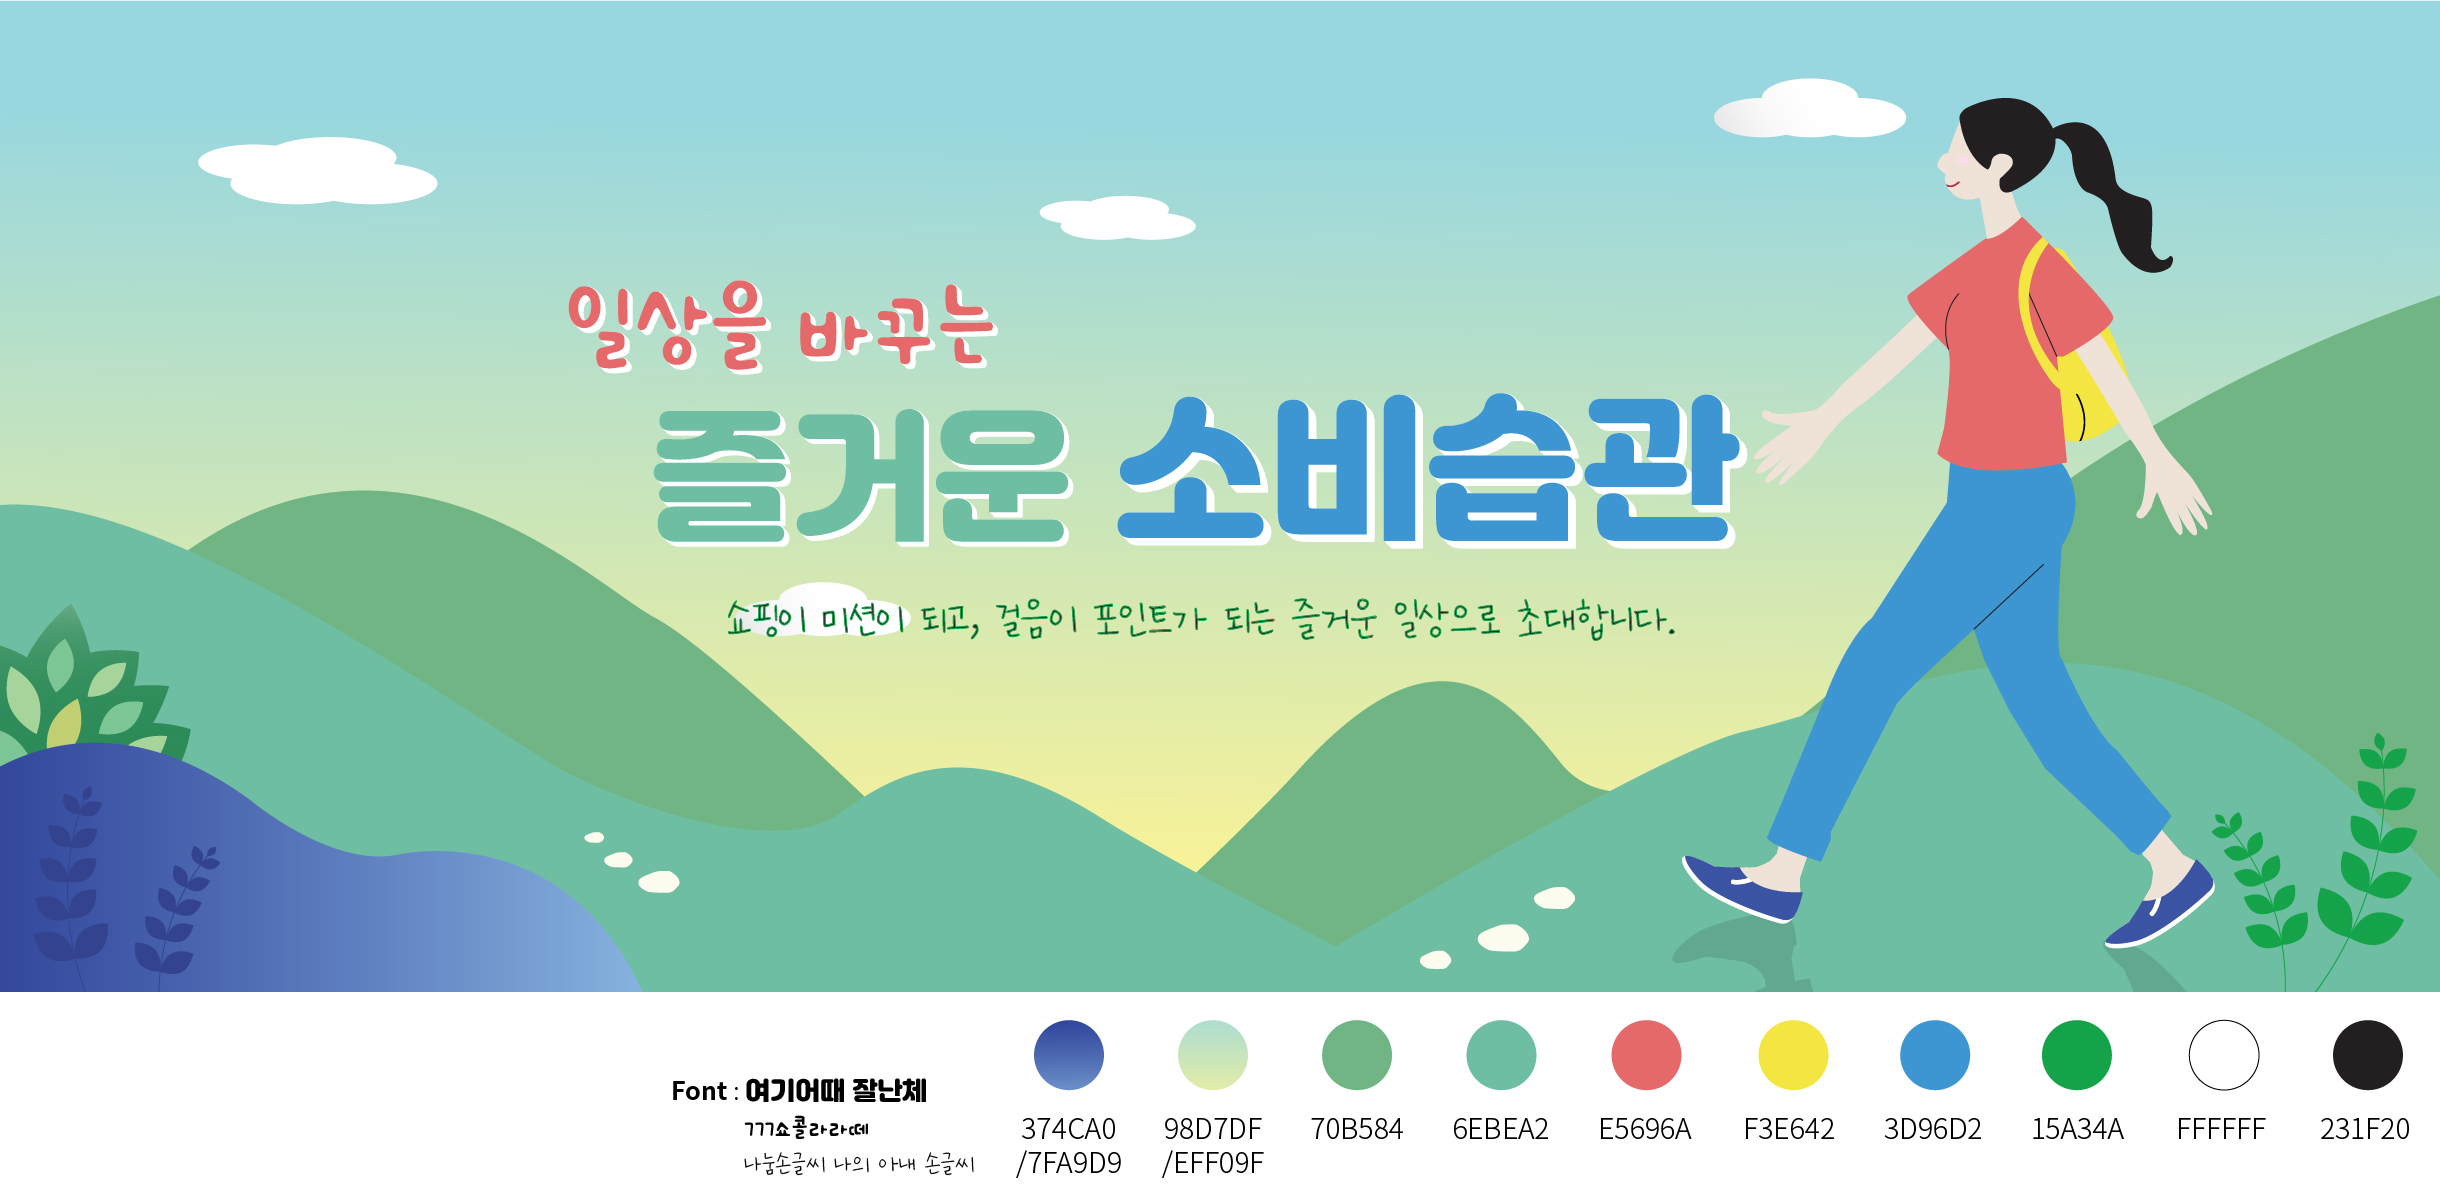 일상을 바꾸는
즐거운 소비습관
쇼핑이 미션이 되고, 걸음이 포인트가 되는 즐거운 일상으로 초대합니다.
Font : 여기어때 잘난체
ㄱㄱㄱ쇼콜라라떼
나눔손글씨 나의 아내 손글씨
374CA0 98D7DF 70B584 6EBEA2 E5696A F3E642 3D96D2 15A34A FFFFFF 231F20
/7FA9D9 /EFF09F